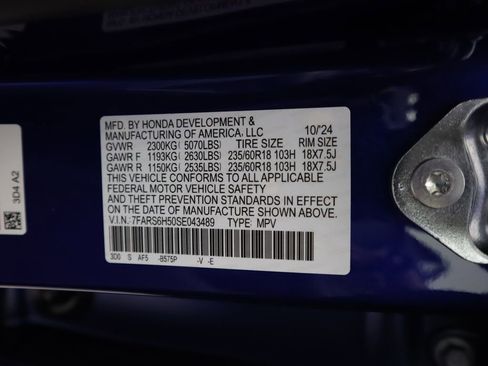 MFD. BY HONDA DEVELOPMENT & 10/'24
MANUFACTURING OF AMERICA, LLC
GVWR 2300KG( 5070LBS) TIRE SIZE RIM SIZE
GAWR F 1193KG( 2630LBS) 235/60R18 103H 18X7.5J
GAWR R 1150KG( 2535LBS) 235/60R18 103H 18X7.5J
THIS VEHICLE CONFORMS TO ALL APPLICABLE
FEDERAL MOTOR VEHICLE SAFETY
AND THEFT PREVENTION STANDARDS IN EFFECT
ON THE DATE OF MANUFACTURE SHOWN ABOVE.
V.I.N.: 7FARS6H50SE043489 TYPE: MPV
3D0 S AF5 -B575P -V -E
3D4 A2